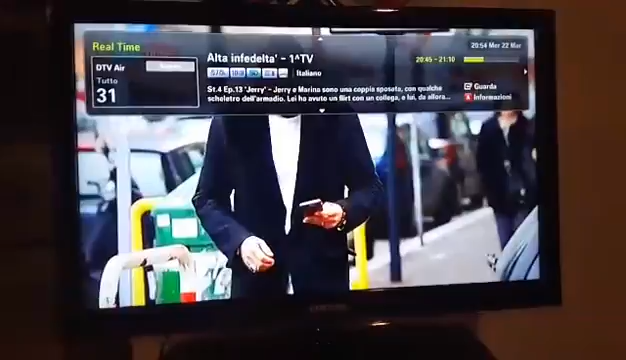 Real Time
20:54 Mer 22 Mar
Alta infedelta' - 1^TV
20:45 - 21:10
DTV Air
Italiano
Tutto
31
St.4 Ep.13 'Jerry' - Jerry e Marina sono una coppia sposata, con qualche
scheletro dell'armadio. Lei ho avuto un flirt con un collega, e lui, da allora...
Guarda
A Informazioni